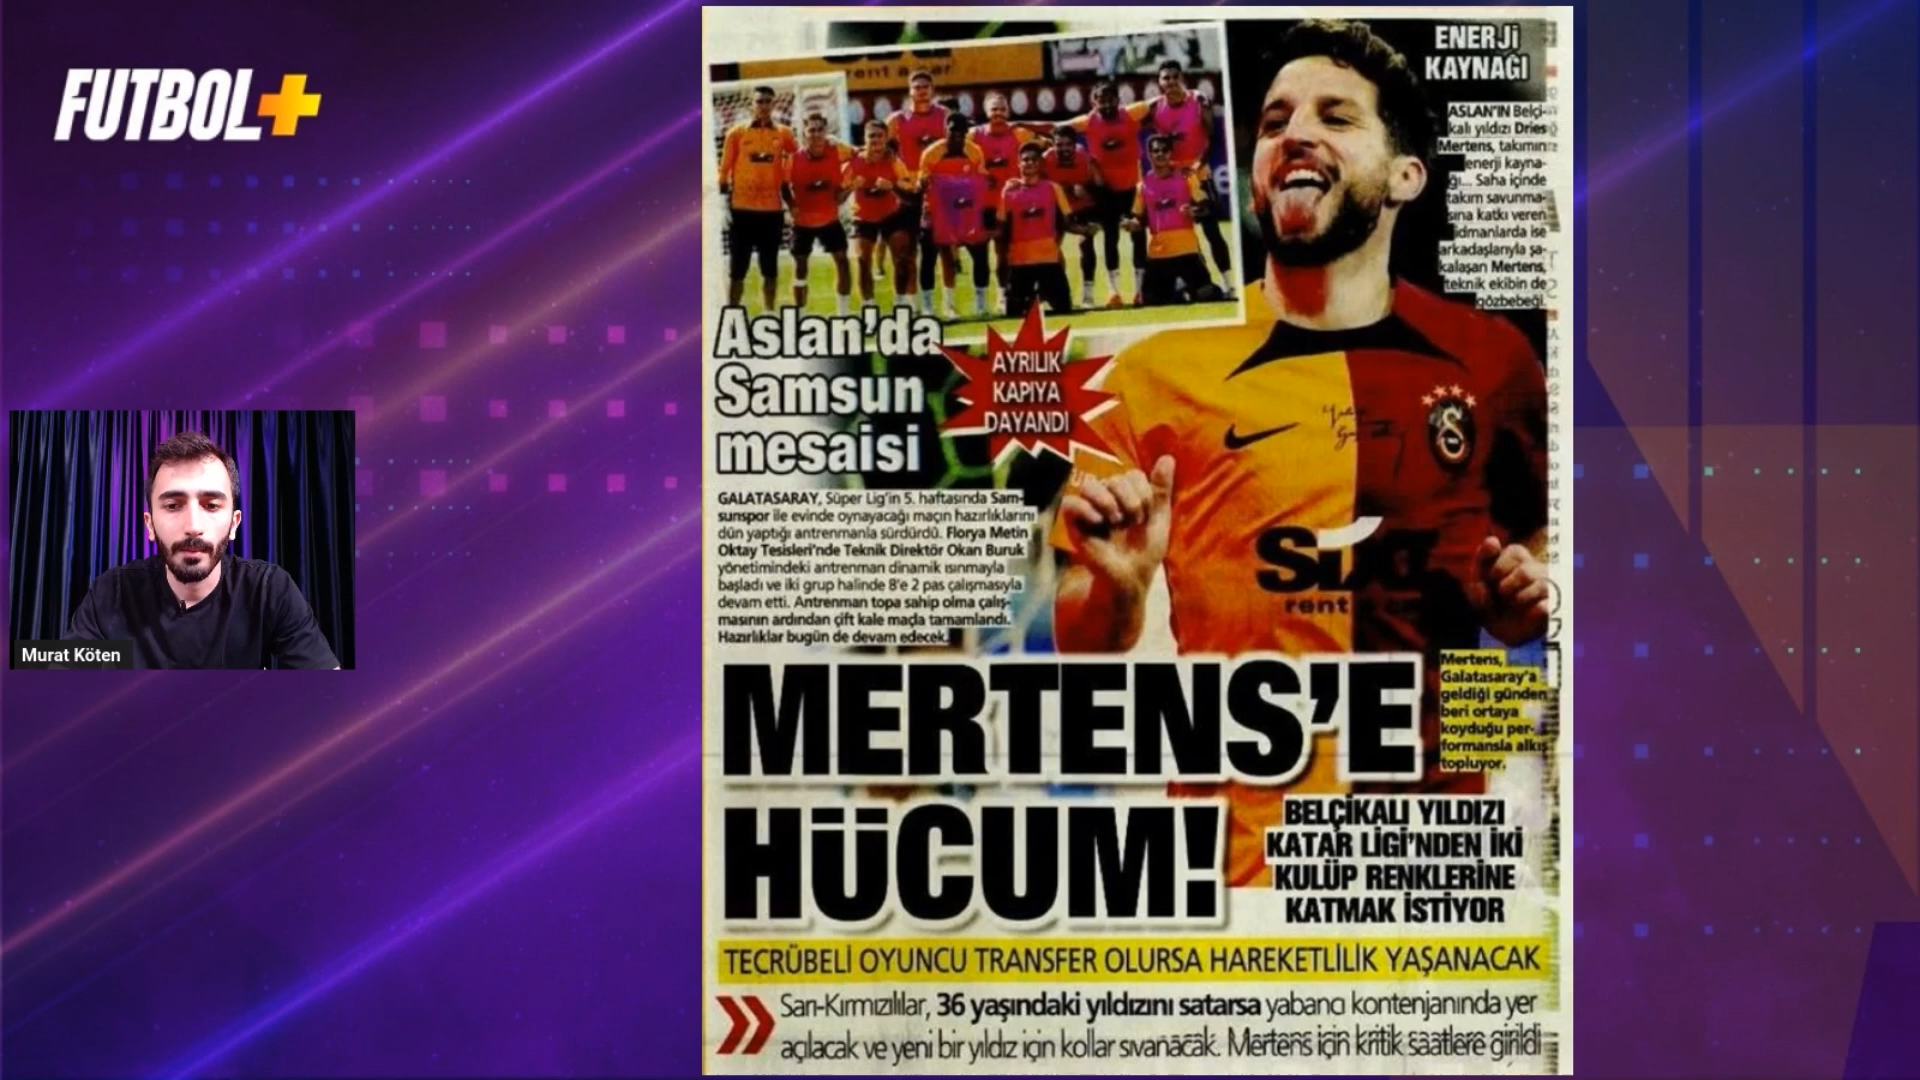 FUTBOL+
Murat Köten
ENERJİ
KAYNAĞI
ASLAN'IN Belçi-
kalı yıldızı Dries
Mertens, takımın
enerji kayna-
ğı... Saha içinde
takım savunma-
sına katkı veren
idmanlarda ise
arkadaşlarıyla şa-
kalaşan Mertens,
teknik ekibin de
gözbebeği.
rent a car
Aslan'da
Samsun
mesaisi
AYRILIK
KAPIYA
DAYANDI
GALATASARAY, Süper Lig'in 5. haftasında Sam-
sunspor ile evinde oynayacağı maçın hazırlıklarını
dün yaptığı antrenmanla sürdürdü. Florya Metin
Oktay Tesisleri'nde Teknik Direktör Okan Buruk
yönetimindeki antrenman dinamik ısınmayla
başladı ve iki grup halinde 8'e 2 pas çalışmasıyla
devam etti. Antrenman topa sahip olma çalış-
masının ardından çift kale maçla tamamlandı.
Hazırlıklar bugün de devam edecek.
Sixt
rent a car
MERTENS'E
HÜCUM!
Mertens,
Galatasaray'a
geldiği günden
beri ortaya
koyduğu per-
formansla alkış
topluyor.
BELÇİKALI YILDIZI
KATAR LİGİ'NDEN İKİ
KULÜP RENKLERİNE
KATMAK İSTİYOR
TECRÜBELİ OYUNCU TRANSFER OLURSA HAREKETLİLİK YAŞANACAK
Sarı-Kırmızılılar, 36 yaşındaki yıldızını satarsa yabancı kontenjanında yer
açılacak ve yeni bir yıldız için kollar sıvanacak. Mertens için kritik saatlere girildi